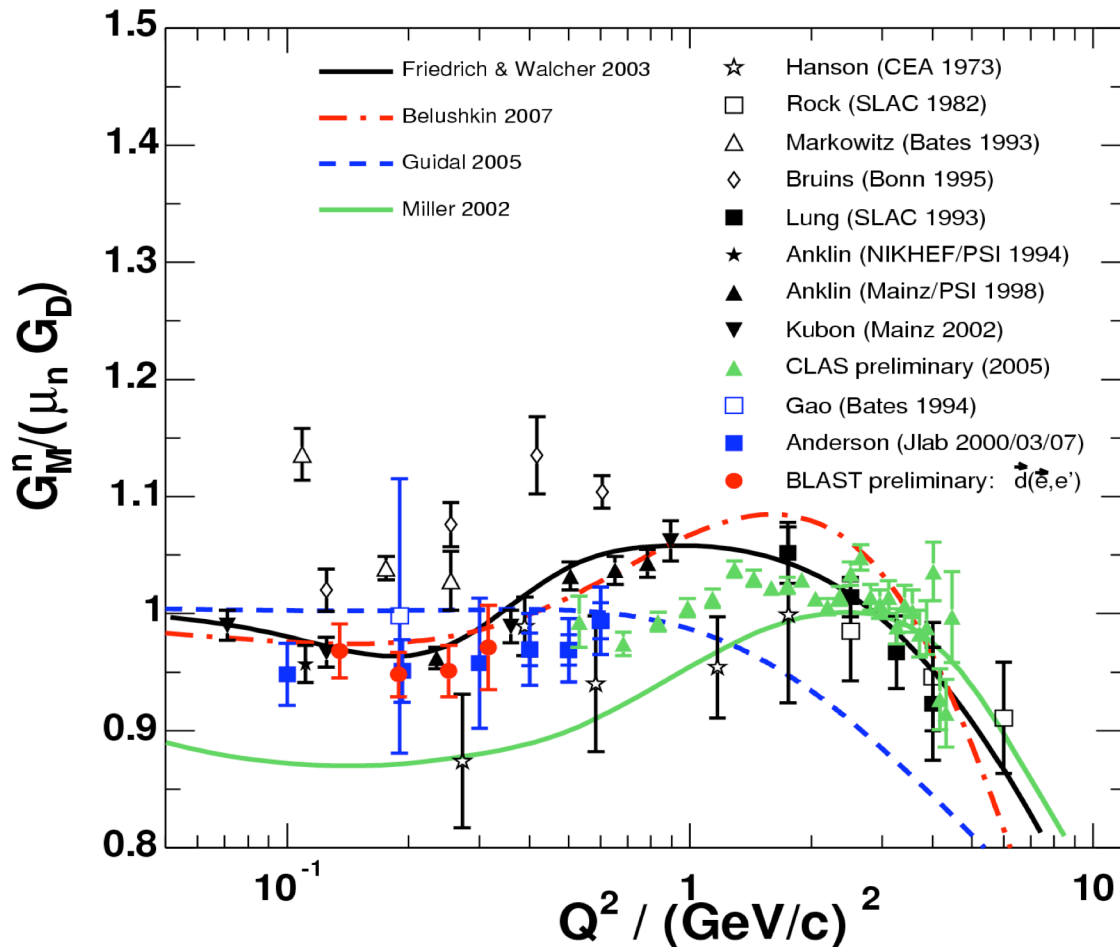 1.5
1.4
1.3
1.2
1.1
1
0.9
0.8
G_M^n/(μ_n G_D)
Friedrich & Walcher 2003
Belushkin 2007
Guidal 2005
Miller 2002
Hanson (CEA 1973)
Rock (SLAC 1982)
Markowitz (Bates 1993)
Bruins (Bonn 1995)
Lung (SLAC 1993)
Anklin (NIKHEF/PSI 1994)
Anklin (Mainz/PSI 1998)
Kubon (Mainz 2002)
CLAS preliminary (2005)
Gao (Bates 1994)
Anderson (Jlab 2000/03/07)
BLAST preliminary: d⃗(e⃗,e')
10⁻¹
1
10
Q² / (GeV/c)²